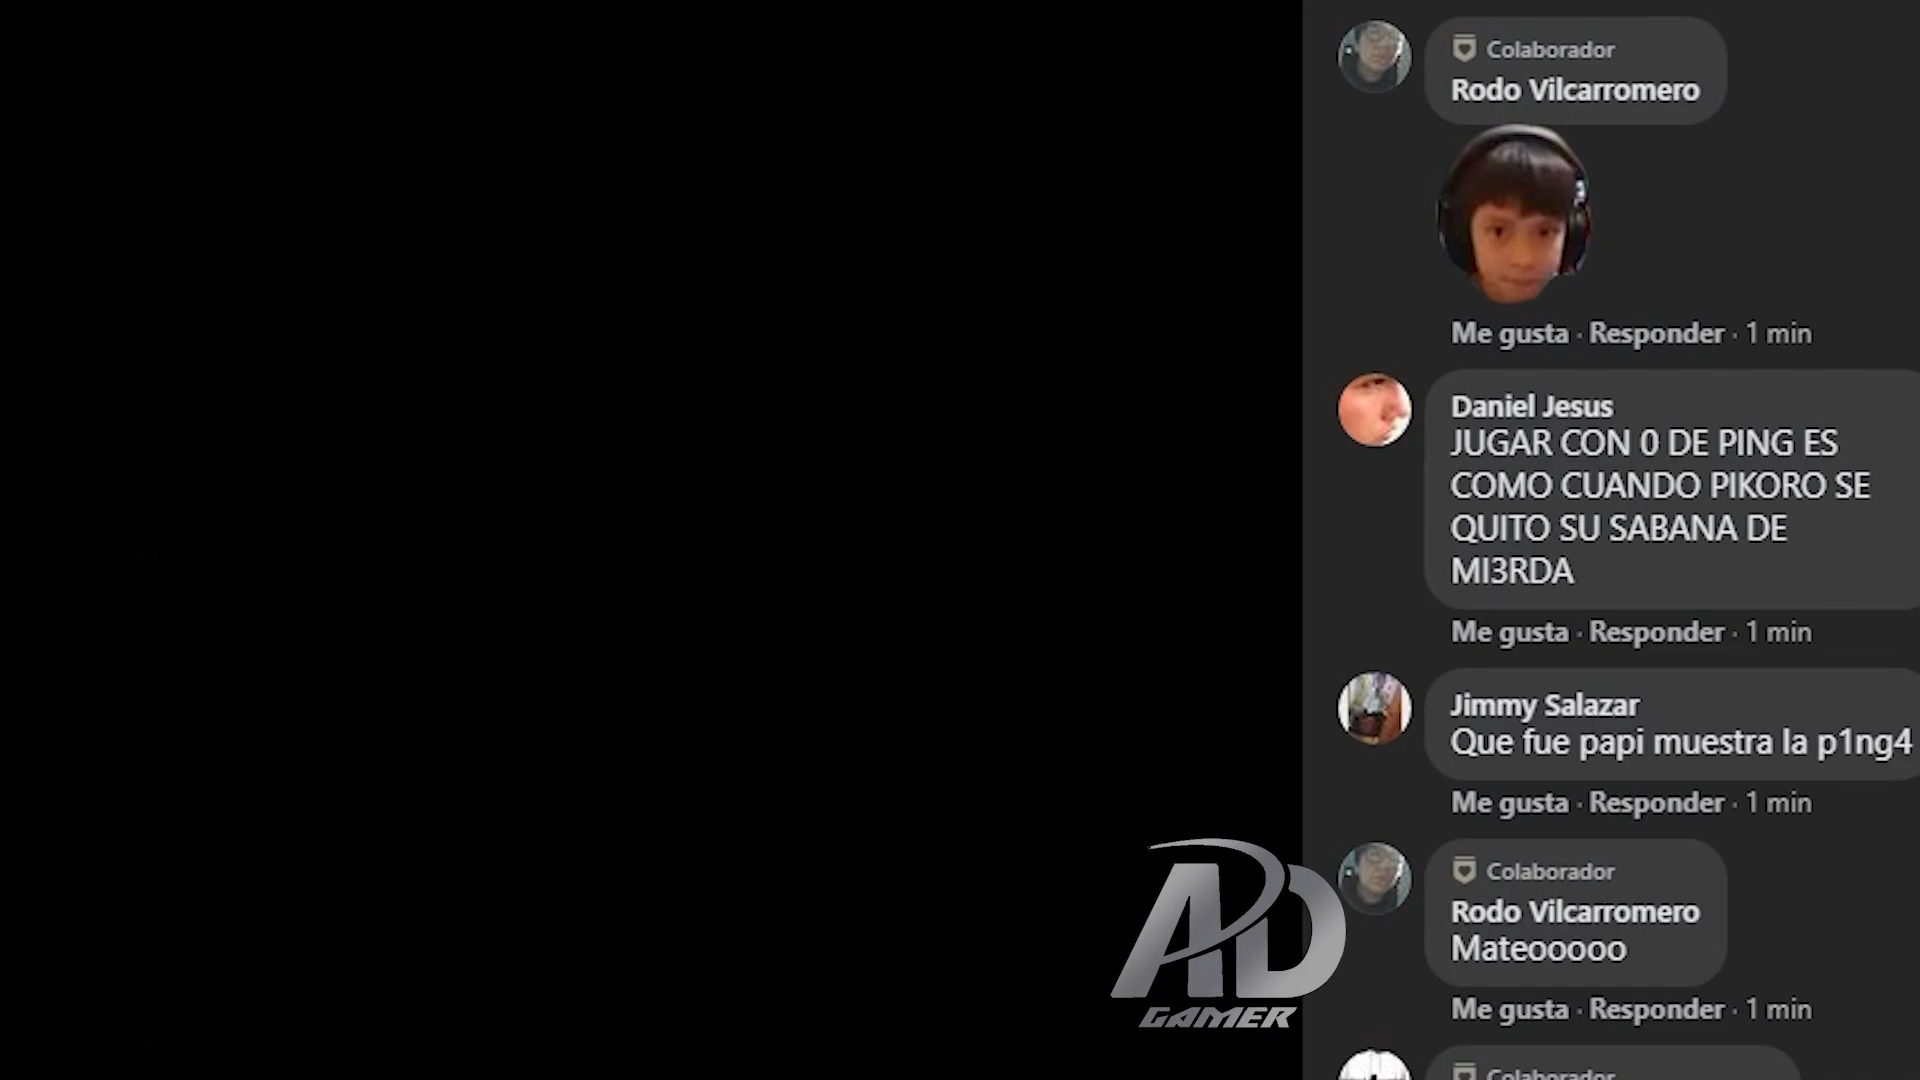 Colaborador
Rodo Vilcarromero
Me gusta · Responder · 1 min
Daniel Jesus
JUGAR CON 0 DE PING ES
COMO CUANDO PIKORO SE
QUITO SU SABANA DE
MI3RDA
Me gusta · Responder · 1 min
Jimmy Salazar
Que fue papi muestra la p1ng4
Me gusta · Responder · 1 min
Colaborador
Rodo Vilcarromero
Mateooooo
Me gusta · Responder · 1 min
AD
GAMER
Colaborador